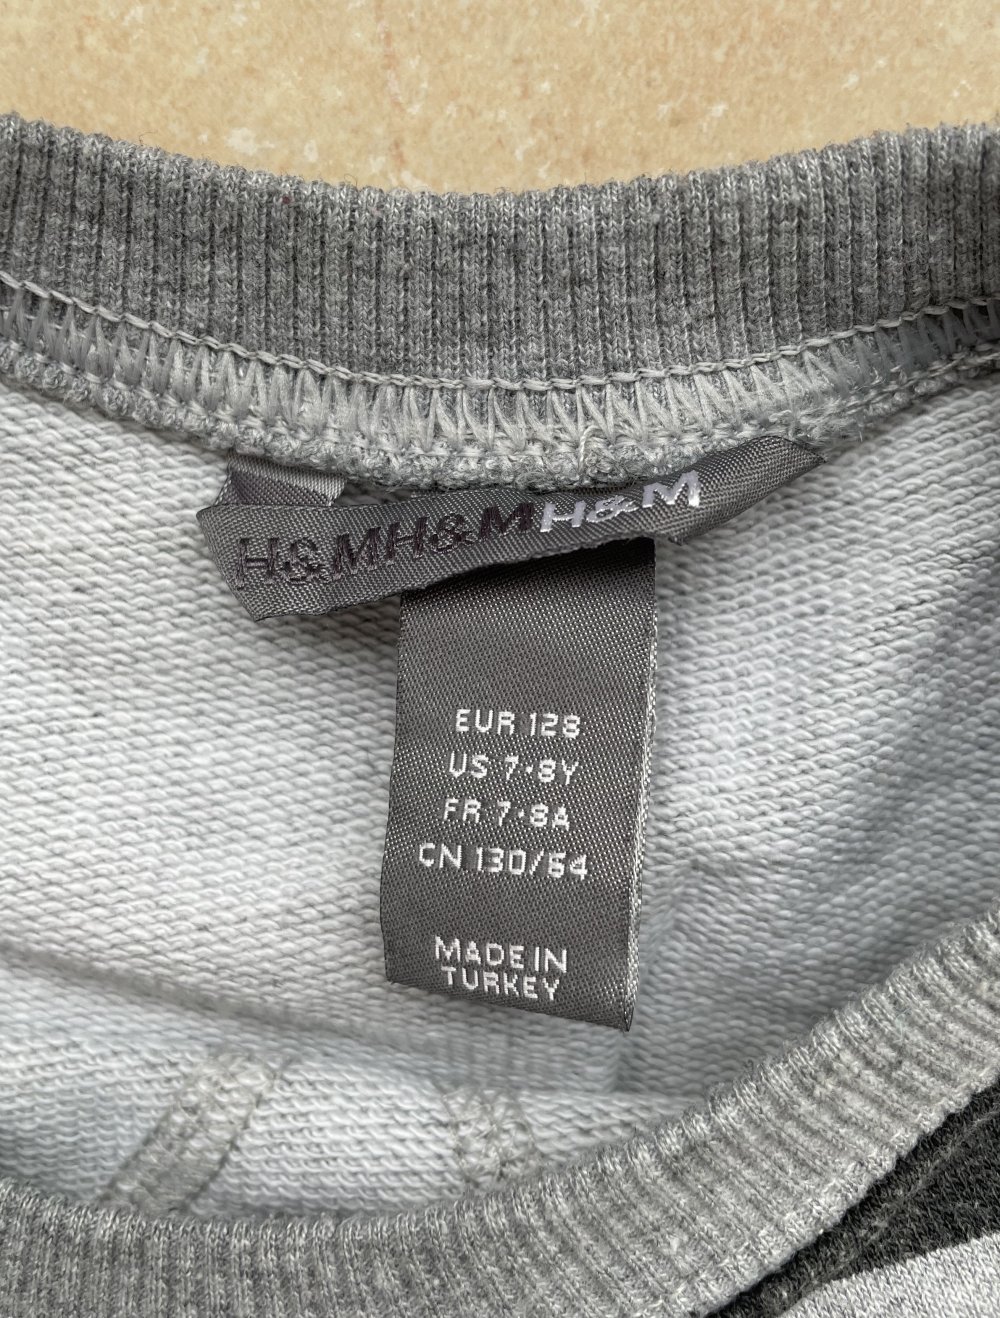 H&MH&MH&M
EUR 128
US 7•8Y
FR 7•8A
CN 130/64
MADE IN
TURKEY